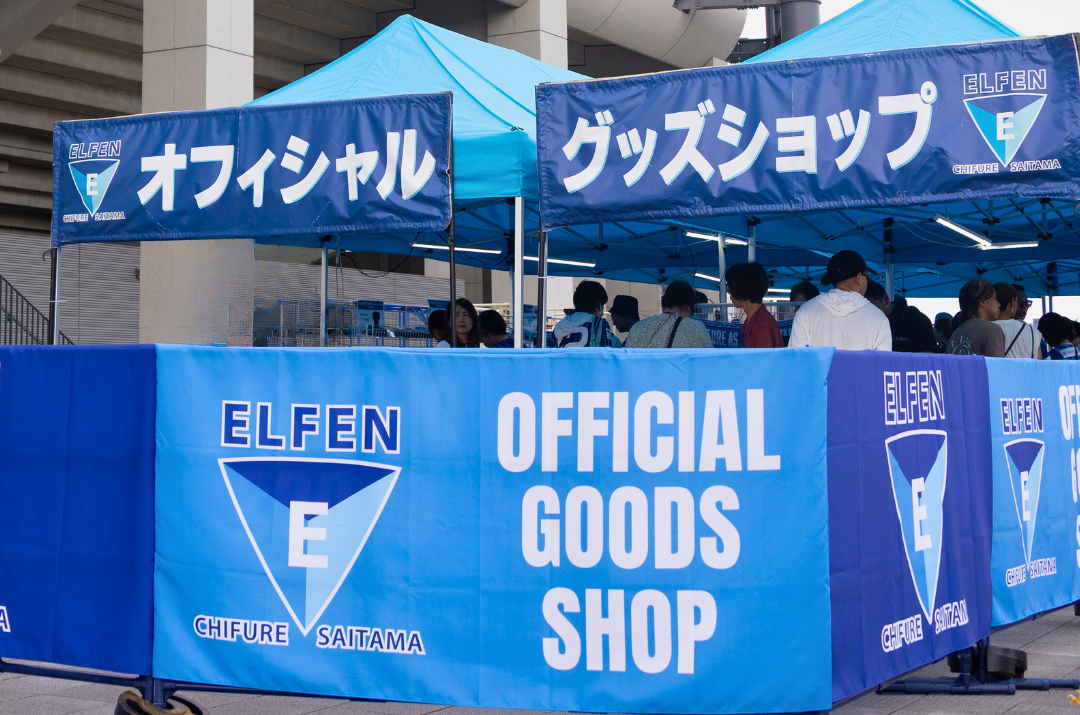 ELFEN
E
CHIFURE SAITAMA
オフィシャル
グッズショップ
ELFEN
E
CHIFURE SAITAMA
ELFEN
E
CHIFURE SAITAMA
OFFICIAL
GOODS
SHOP
ELFEN
E
CHIFURE SAITAMA
ELFEN
E
CHIFURE SAITAMA